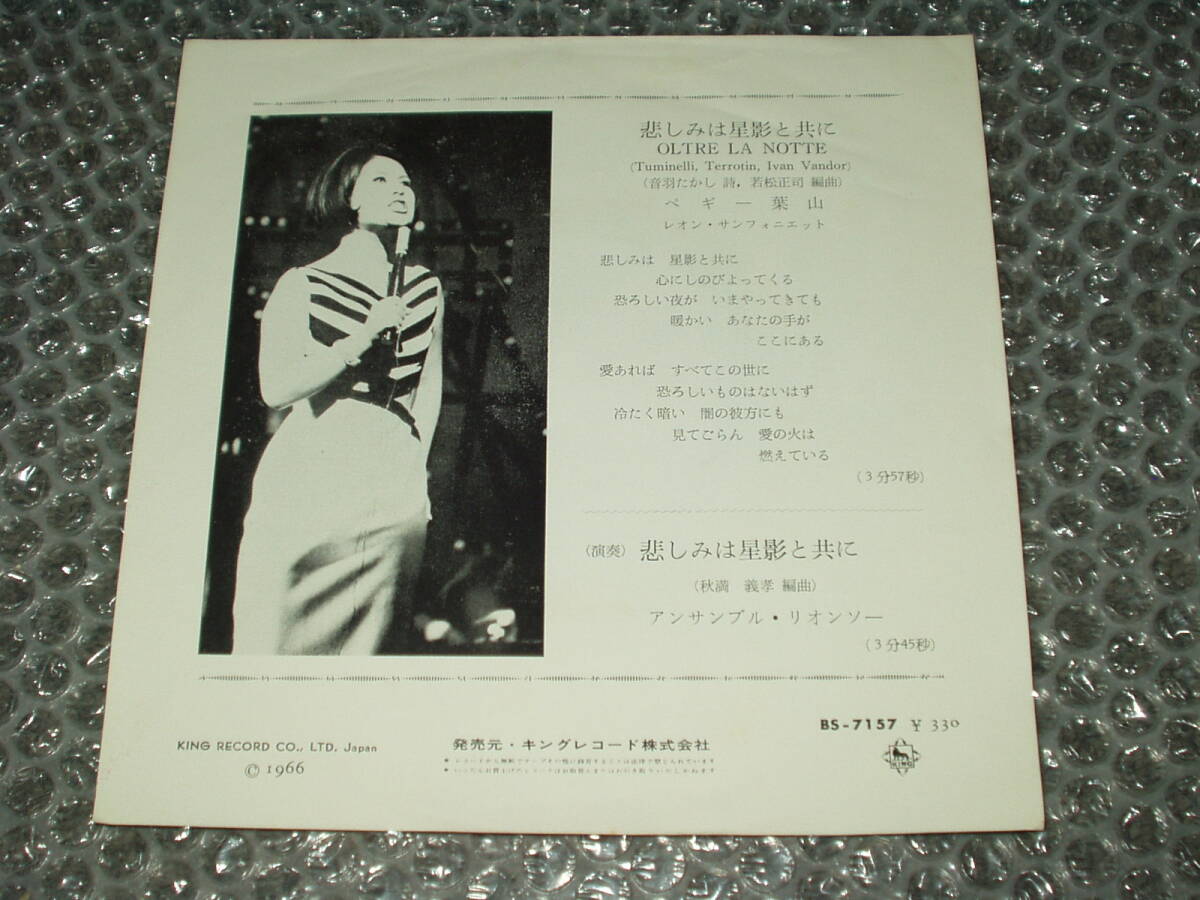 悲しみは星影と共に
OLTRE LA NOTTE
(Tuminelli, Terrotin, Ivan Vandor)
(音羽たかし 詩, 若松正司 編曲)
ペギー葉山
レオン・サンフォニエット
悲しみは 星影と共に
心にしのびよってくる
恐ろしい夜が いまやってきても
暖かい あなたの手が
ここにある
愛あれば すべてこの世に
恐ろしいものはないはず
冷たく暗い 闇の彼方にも
見てごらん 愛の火は
燃えている
(3分57秒)
(演奏) 悲しみは星影と共に
(秋満 義孝 編曲)
アンサンブル・リオンソー
(3分45秒)
BS-7157 ¥330
KING RECORD CO., LTD. Japan
発売元・キングレコード株式会社
© 1966
KING